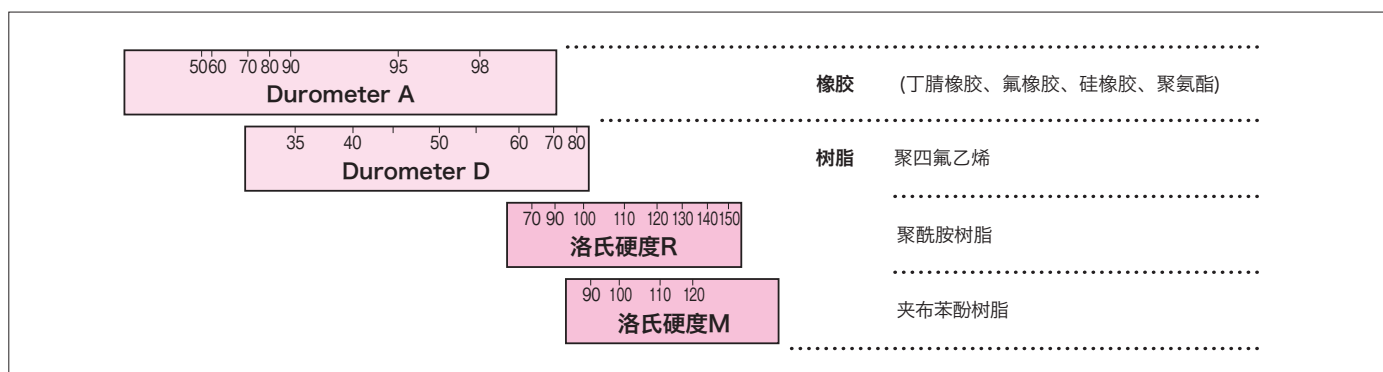 50 60 70 80 90 95 98
Durometer A
橡胶 (丁腈橡胶、氟橡胶、硅橡胶、聚氨酯)
35 40 50 60 70 80
Durometer D
树脂 聚四氟乙烯
70 90 100 110 120 130 140 150
洛氏硬度R
聚酰胺树脂
90 100 110 120
洛氏硬度M
夹布苯酚树脂